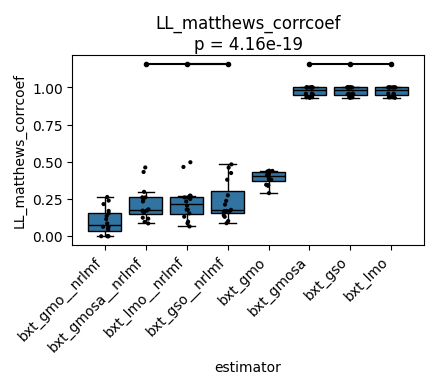 LL_matthews_corrcoef
p = 4.16e-19
LL_matthews_corrcoef
1.00
0.75
0.50
0.25
0.00
bxt_gmo__nrlmf
bxt_gmosa__nrlmf
bxt_lmo__nrlmf
bxt_gso__nrlmf
bxt_gmo
bxt_gmosa
bxt_gso
bxt_lmo
estimator